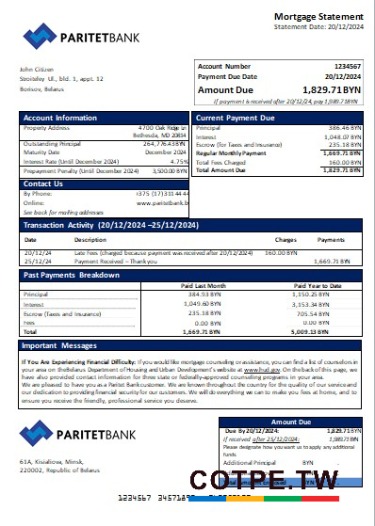 Mortgage Statement
Statement Date: 20/12/2024
PARITETBANK
John Citizen
Stroiteley Ul., bld. 3, appt. 12
Borisov, Belarus
Account Number 1234567
Payment Due Date 20/12/2024
Amount Due 1,829.71 BYN
If payment is received after 20/12/24, pay 1,989.71BYN
Account Information
Property Address 4700 Oak Ridge Ln
Bethesda, MD 20814
Outstanding Principal 264,776.43BYN
Maturity Date December 2024
Interest Rate (Until December 2024) 4.75%
Prepayment Penalty (Until December 2024) 3,500.00 BYN
Current Payment Due
Principal 386.46 BYN
Interest 1,048.07 BYN
Escrow (for Taxes and Insurance) 235.18 BYN
Regular Monthly Payment 1,669.71 BYN
Total Fees Charged 160.00 BYN
Total Amount Due 1,829.71 BYN
Contact Us
By Phone: +375 (17) 311 44 44
Online: www.paritetbank.b
See back for mailing addresses
Transaction Activity (20/12/2024 –25/12/2024)
Date Description Charges Payments
20/12/24 Late Fees (charged because payment was received after 20/12/2024) 160.00 BYN
25/12/24 Payment Received – Thank you 1,669.71 BYN
Past Payments Breakdown
Paid Last Month Paid Year to Date
Principal 384.93 BYN 1,150.25 BYN
Interest 1,049.60 BYN 3,153.34 BYN
Escrow (Taxes and Insurance) 235.18 BYN 705.54 BYN
Fees 0.00 BYN 0.00 BYN
Total 1,669.71 BYN 5,009.13 BYN
Important Messages
If You Are Experiencing Financial Difficulty: If you would like mortgage counseling or assistance, you can find a list of counselors in
your area on the Belarus Department of Housing and Urban Development's website at www.hud.gov. On the back of this page, we
have also provided contact information for three state or federally-approved counseling programs in your area.
We are pleased to have you as a Paritet Bank customer. We are known throughout the country for the quality of our service and
our dedication to providing financial security for our customers. We will do everything we can to make you feel at home, and to
ensure you receive the friendly, professional service you deserve.
PARITETBANK
61A, Kiselova, Minsk,
220002, Republic of Belarus
Amount Due
Due By 20/12/2024: 1,829.71 BYN
If received after 25/12/2024: 1,989.71BYN
Please designate how you want us to apply any additional
funds.
Additional Principal BYN
COTPE.TW
1234567